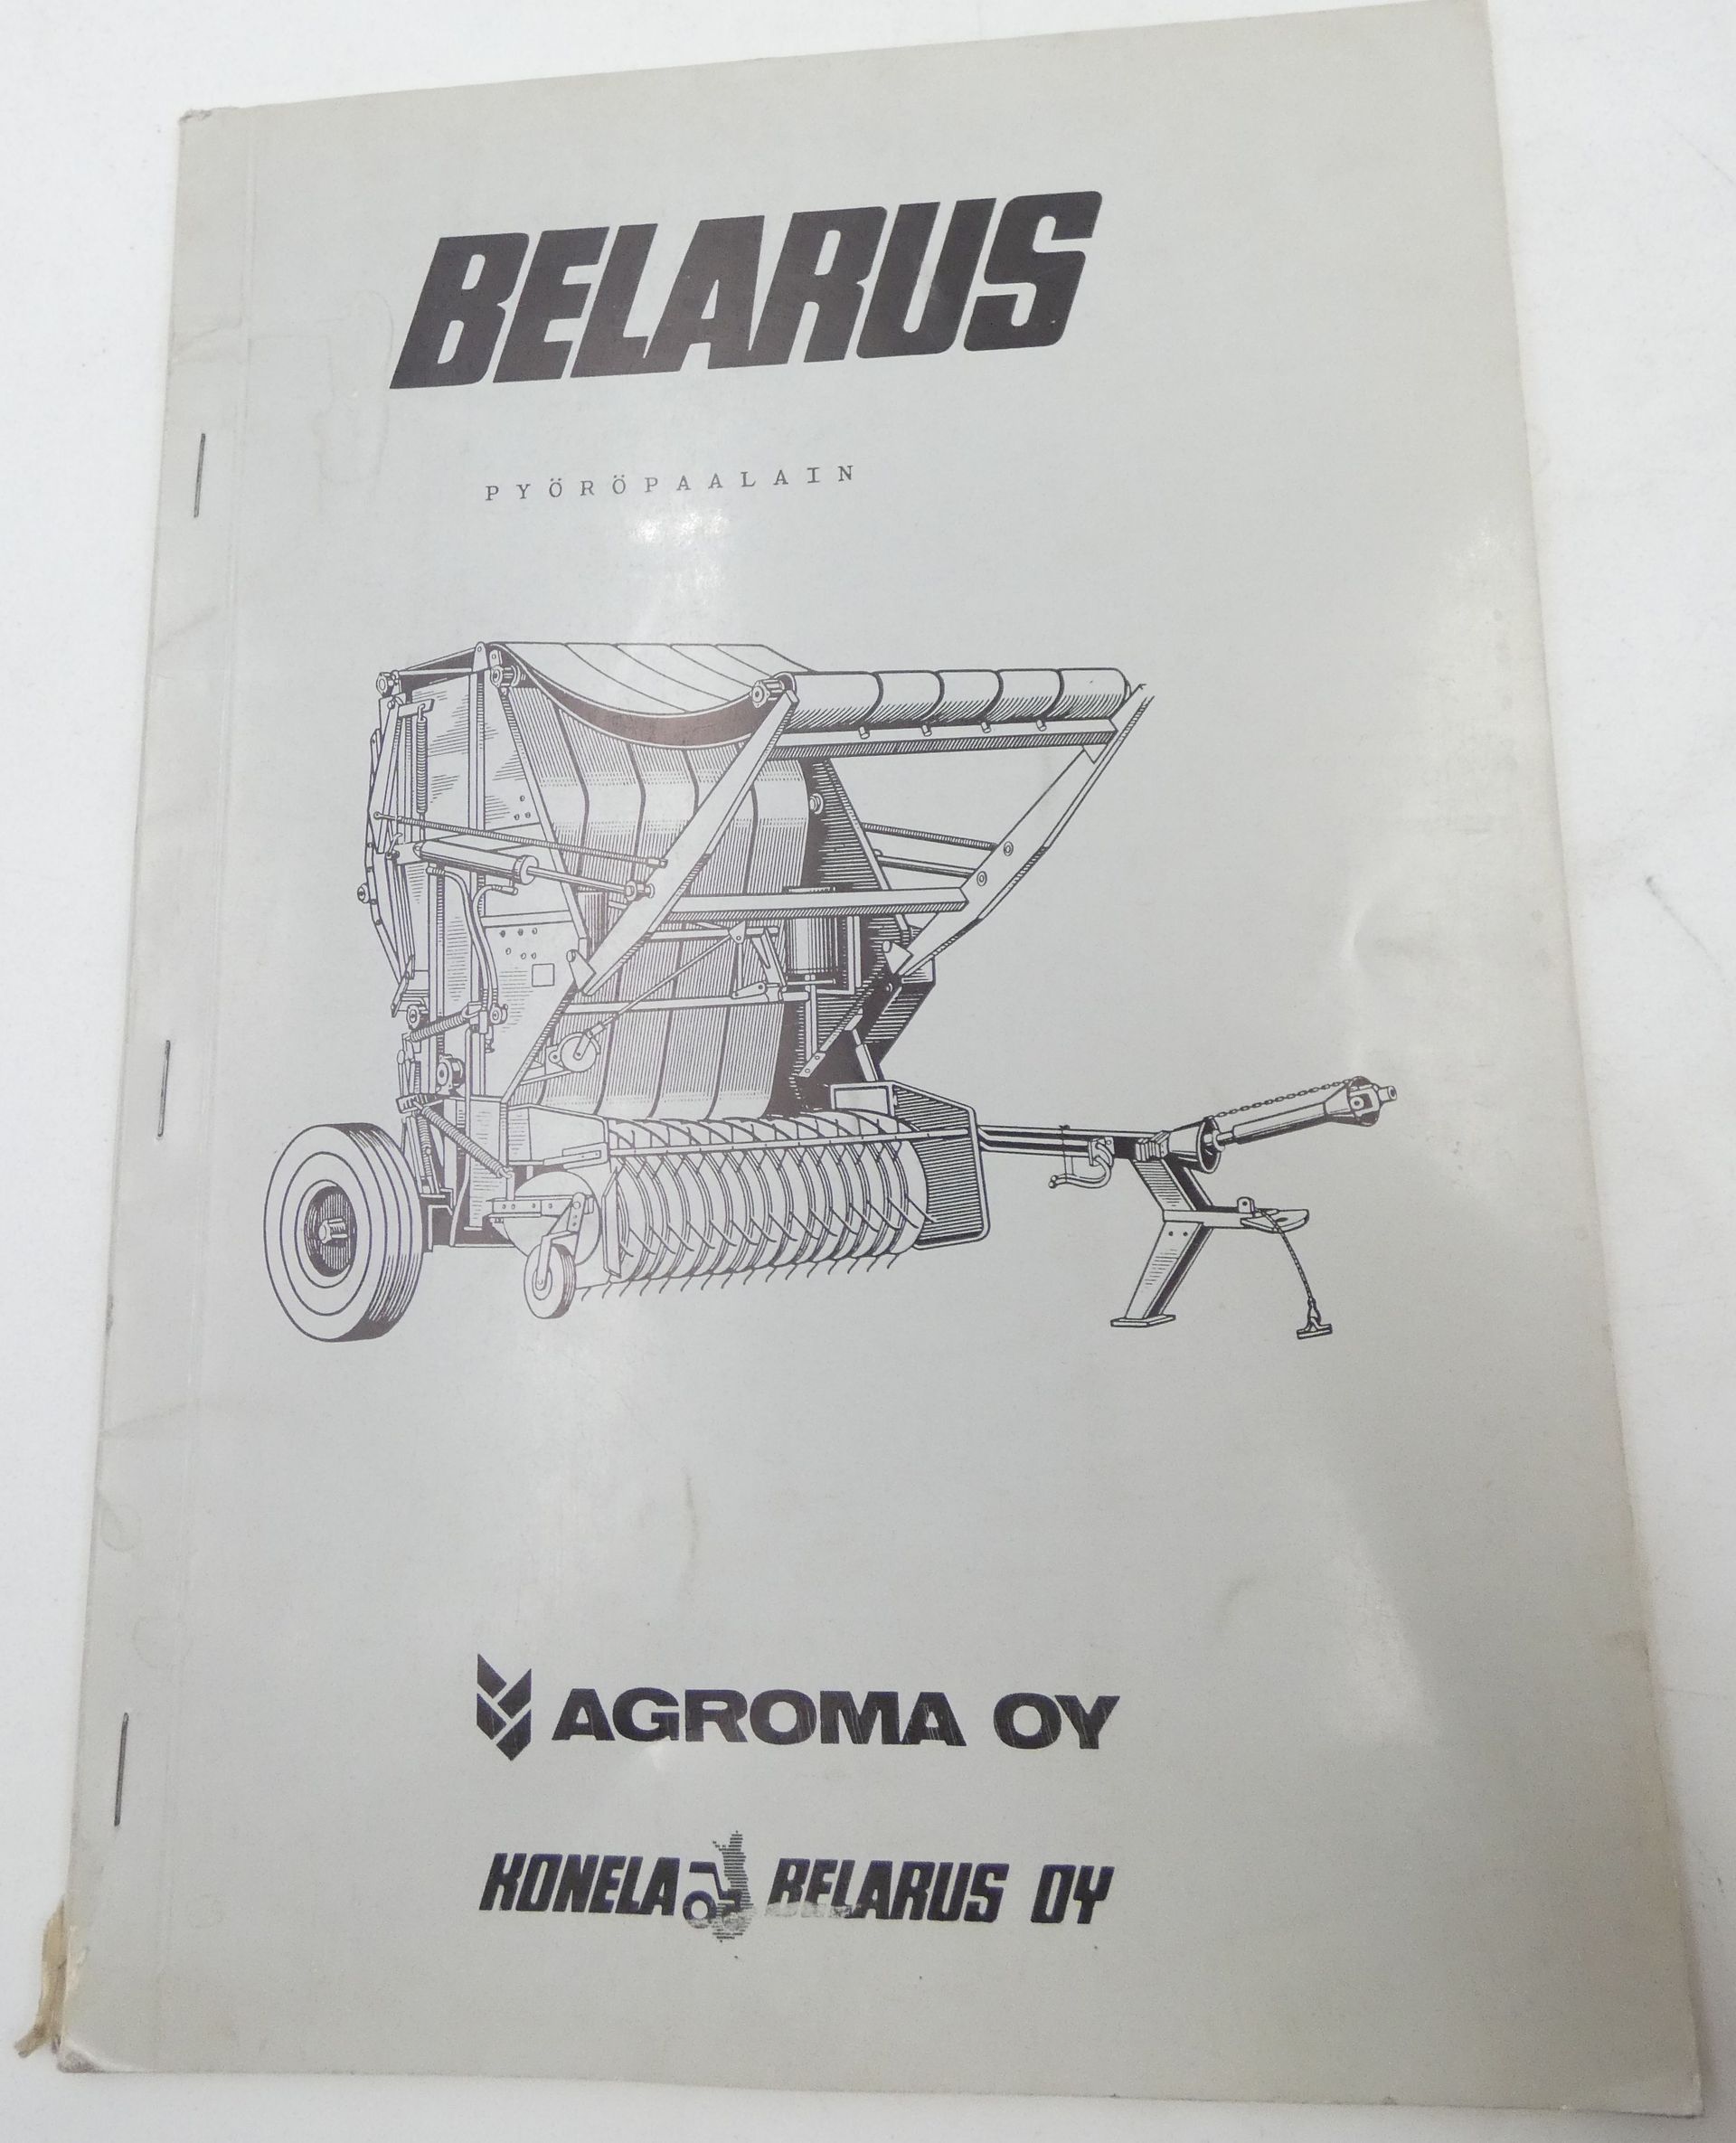 BELARUS
PYÖRÖPAALAIN
AGROMA OY
KONELA BELARUS OY